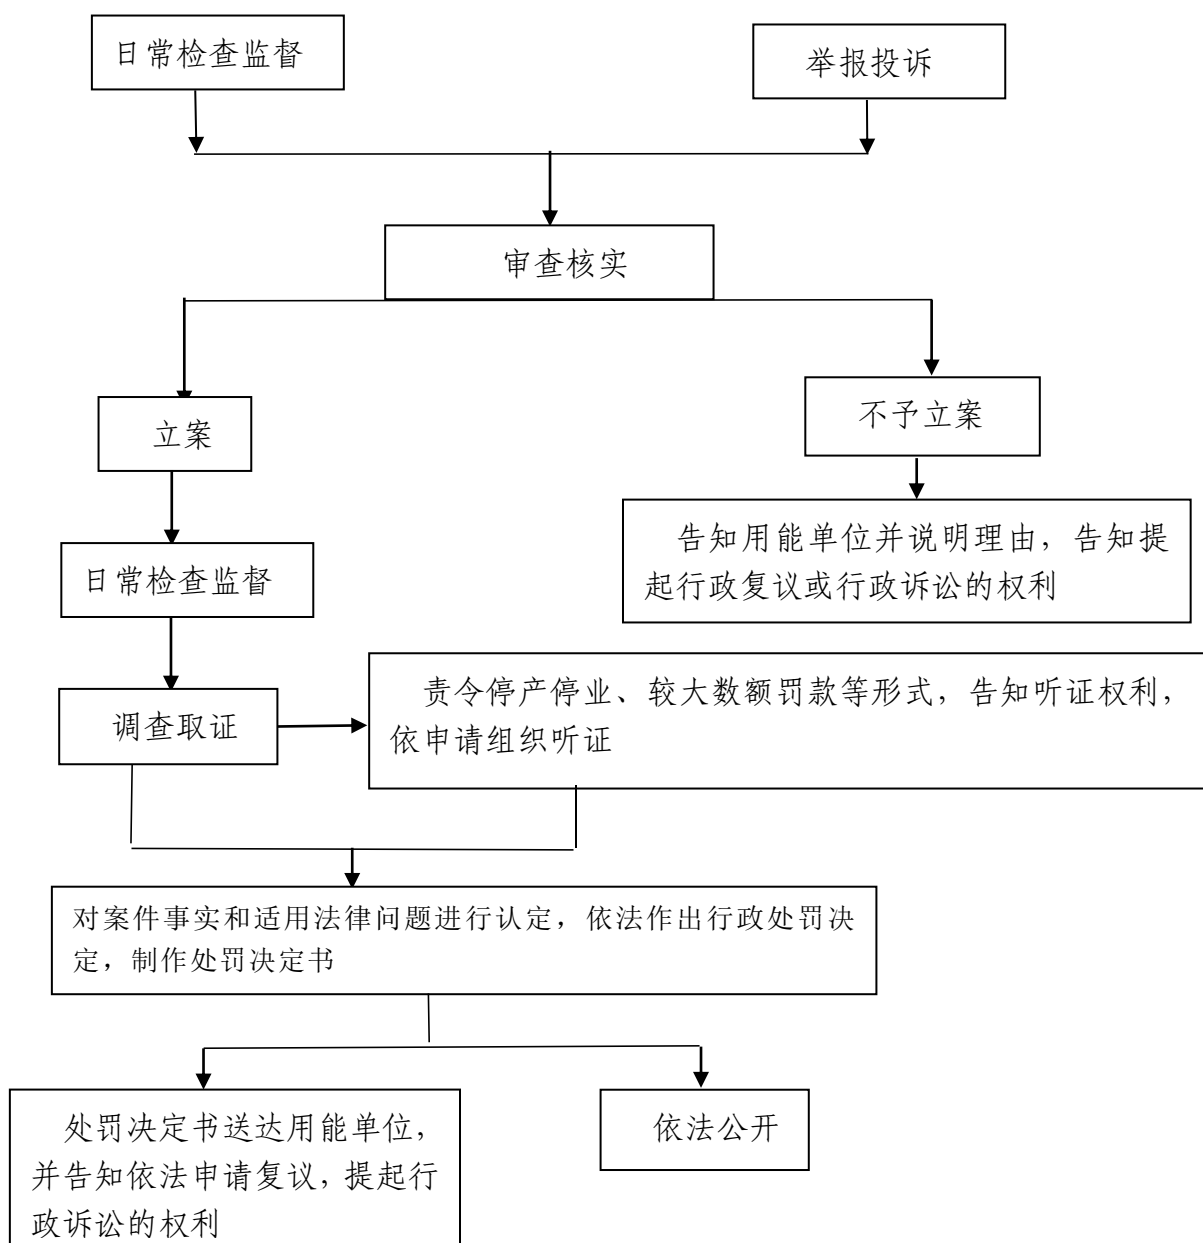 日常检查监督
举报投诉
审查核实
立案
不予立案
告知用能单位并说明理由，告知提
起行政复议或行政诉讼的权利
日常检查监督
调查取证
责令停产停业、较大数额罚款等形式，告知听证权利，
依申请组织听证
对案件事实和适用法律问题进行认定，依法作出行政处罚决
定，制作处罚决定书
处罚决定书送达用能单位，
并告知依法申请复议，提起行
政诉讼的权利
依法公开